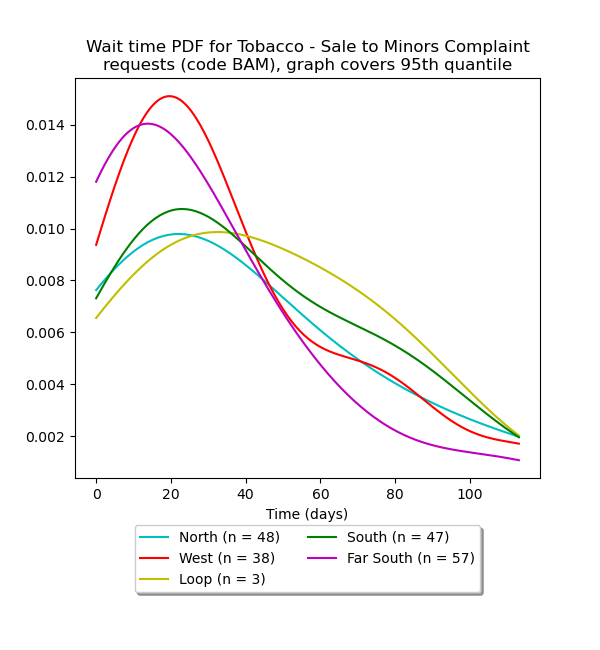 Wait time PDF for Tobacco - Sale to Minors Complaint
requests (code BAM), graph covers 95th quantile
0.014
0.012
0.010
0.008
0.006
0.004
0.002
0 20 40 60 80 100
Time (days)
North (n = 48) South (n = 47)
West (n = 38) Far South (n = 57)
Loop (n = 3)